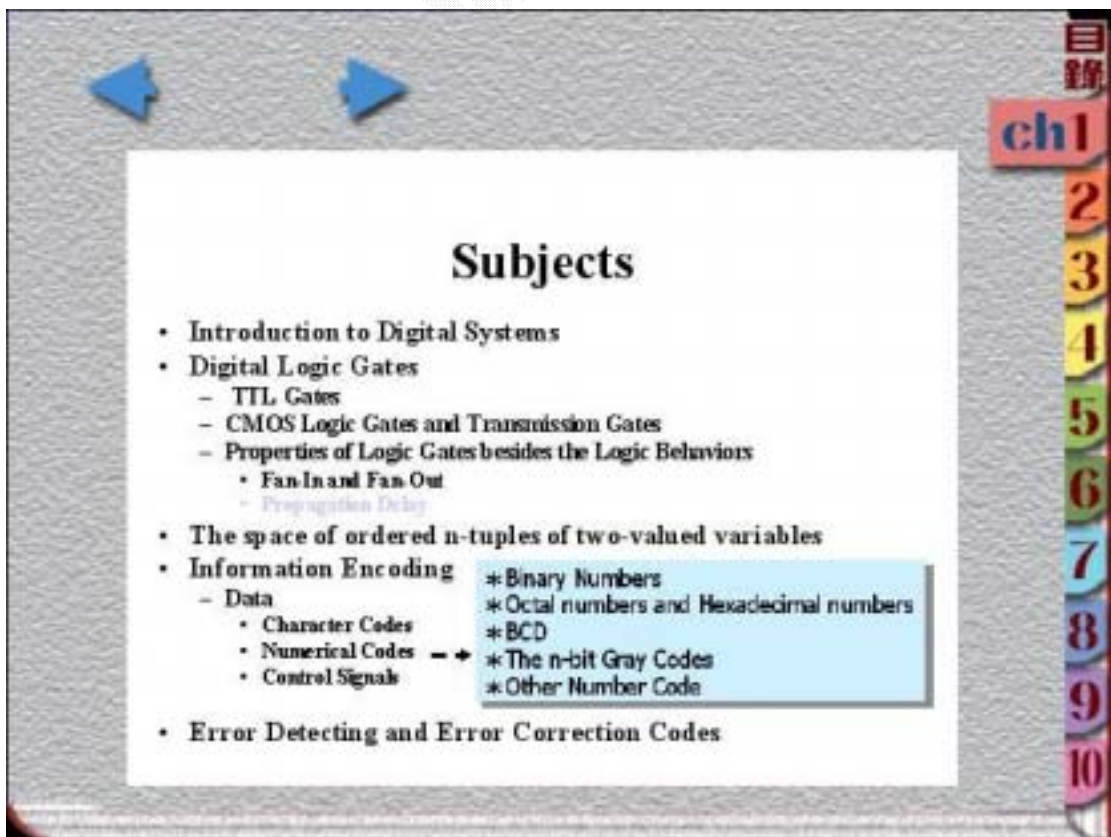 目
錄
ch1
2
3
4
5
6
7
8
9
10
Subjects
• Introduction to Digital Systems
• Digital Logic Gates
– TTL Gates
– CMOS Logic Gates and Transmission Gates
– Properties of Logic Gates besides the Logic Behaviors
• Fan-In and Fan-Out
• Propagation Delay
• The space of ordered n-tuples of two-valued variables
• Information Encoding
– Data
• Character Codes
• Numerical Codes
• Control Signals
*Binary Numbers
*Octal numbers and Hexadecimal numbers
*BCD
*The n-bit Gray Codes
*Other Number Code
• Error Detecting and Error Correction Codes